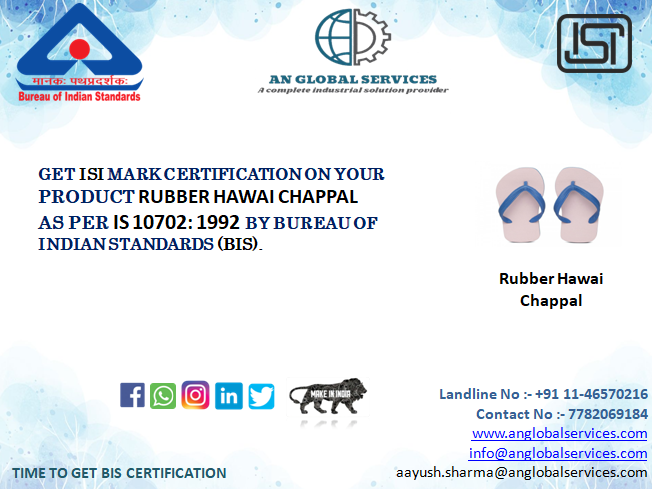 मानकः पथप्रदर्शकः
Bureau of Indian Standards
AN GLOBAL SERVICES
A complete industrial solution provider
ISI
GET ISI MARK CERTIFICATION ON YOUR
PRODUCT RUBBER HAWAI CHAPPAL
AS PER IS 10702: 1992 BY BUREAU OF
INDIAN STANDARDS (BIS).
Rubber Hawai
Chappal
MAKE IN INDIA
Landline No :- +91 11-46570216
Contact No :- 7782069184
www.anglobalservices.com
info@anglobalservices.com
aayush.sharma@anglobalservices.com
TIME TO GET BIS CERTIFICATION